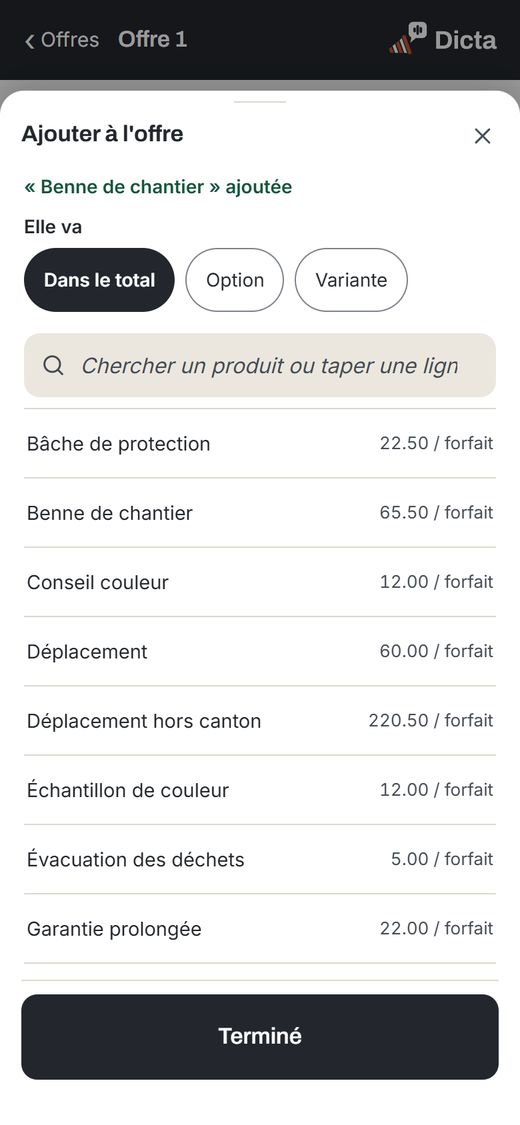 Offres Offre 1 Dicta
Ajouter à l'offre
« Benne de chantier » ajoutée
Elle va
Dans le total Option Variante
Chercher un produit ou taper une lign
Bâche de protection 22.50 / forfait
Benne de chantier 65.50 / forfait
Conseil couleur 12.00 / forfait
Déplacement 60.00 / forfait
Déplacement hors canton 220.50 / forfait
Échantillon de couleur 12.00 / forfait
Évacuation des déchets 5.00 / forfait
Garantie prolongée 22.00 / forfait
Terminé